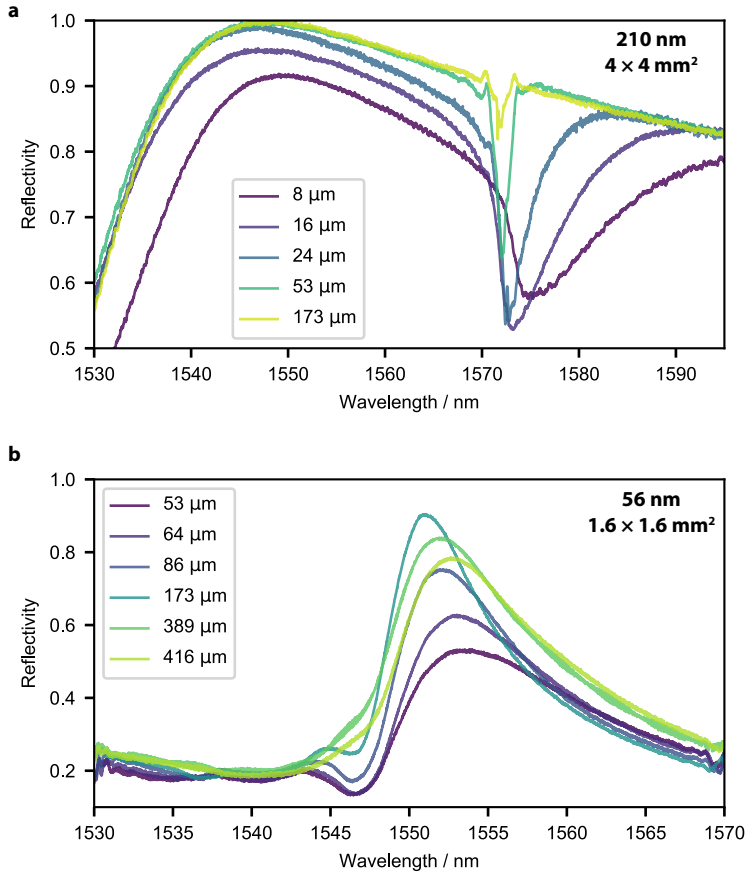 a
210 nm
4 × 4 mm²
1.0
0.9
0.8
0.7
0.6
0.5
Reflectivity
8 μm
16 μm
24 μm
53 μm
173 μm
1530 1540 1550 1560 1570 1580 1590
Wavelength / nm
b
56 nm
1.6 × 1.6 mm²
1.0
0.8
0.6
0.4
0.2
Reflectivity
53 μm
64 μm
86 μm
173 μm
389 μm
416 μm
1530 1535 1540 1545 1550 1555 1560 1565 1570
Wavelength / nm